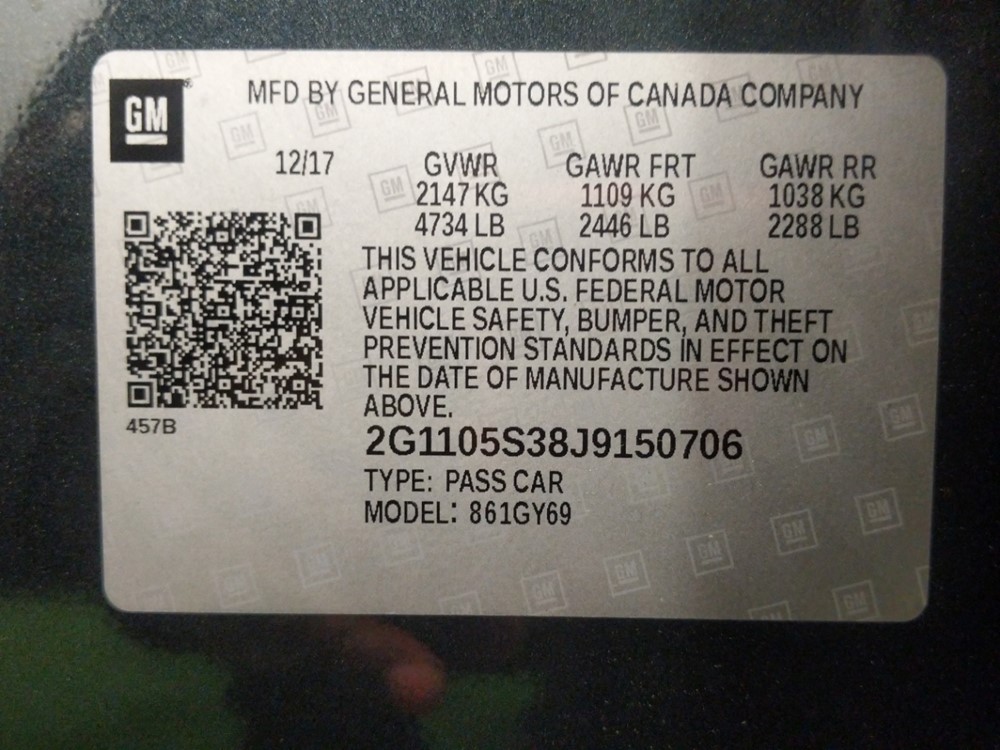 GM
MFD BY GENERAL MOTORS OF CANADA COMPANY
12/17 GVWR GAWR FRT GAWR RR
2147 KG 1109 KG 1038 KG
4734 LB 2446 LB 2288 LB
THIS VEHICLE CONFORMS TO ALL
APPLICABLE U.S. FEDERAL MOTOR
VEHICLE SAFETY, BUMPER, AND THEFT
PREVENTION STANDARDS IN EFFECT ON
THE DATE OF MANUFACTURE SHOWN
ABOVE.
457B
2G1105S38J9150706
TYPE: PASS CAR
MODEL: 861GY69